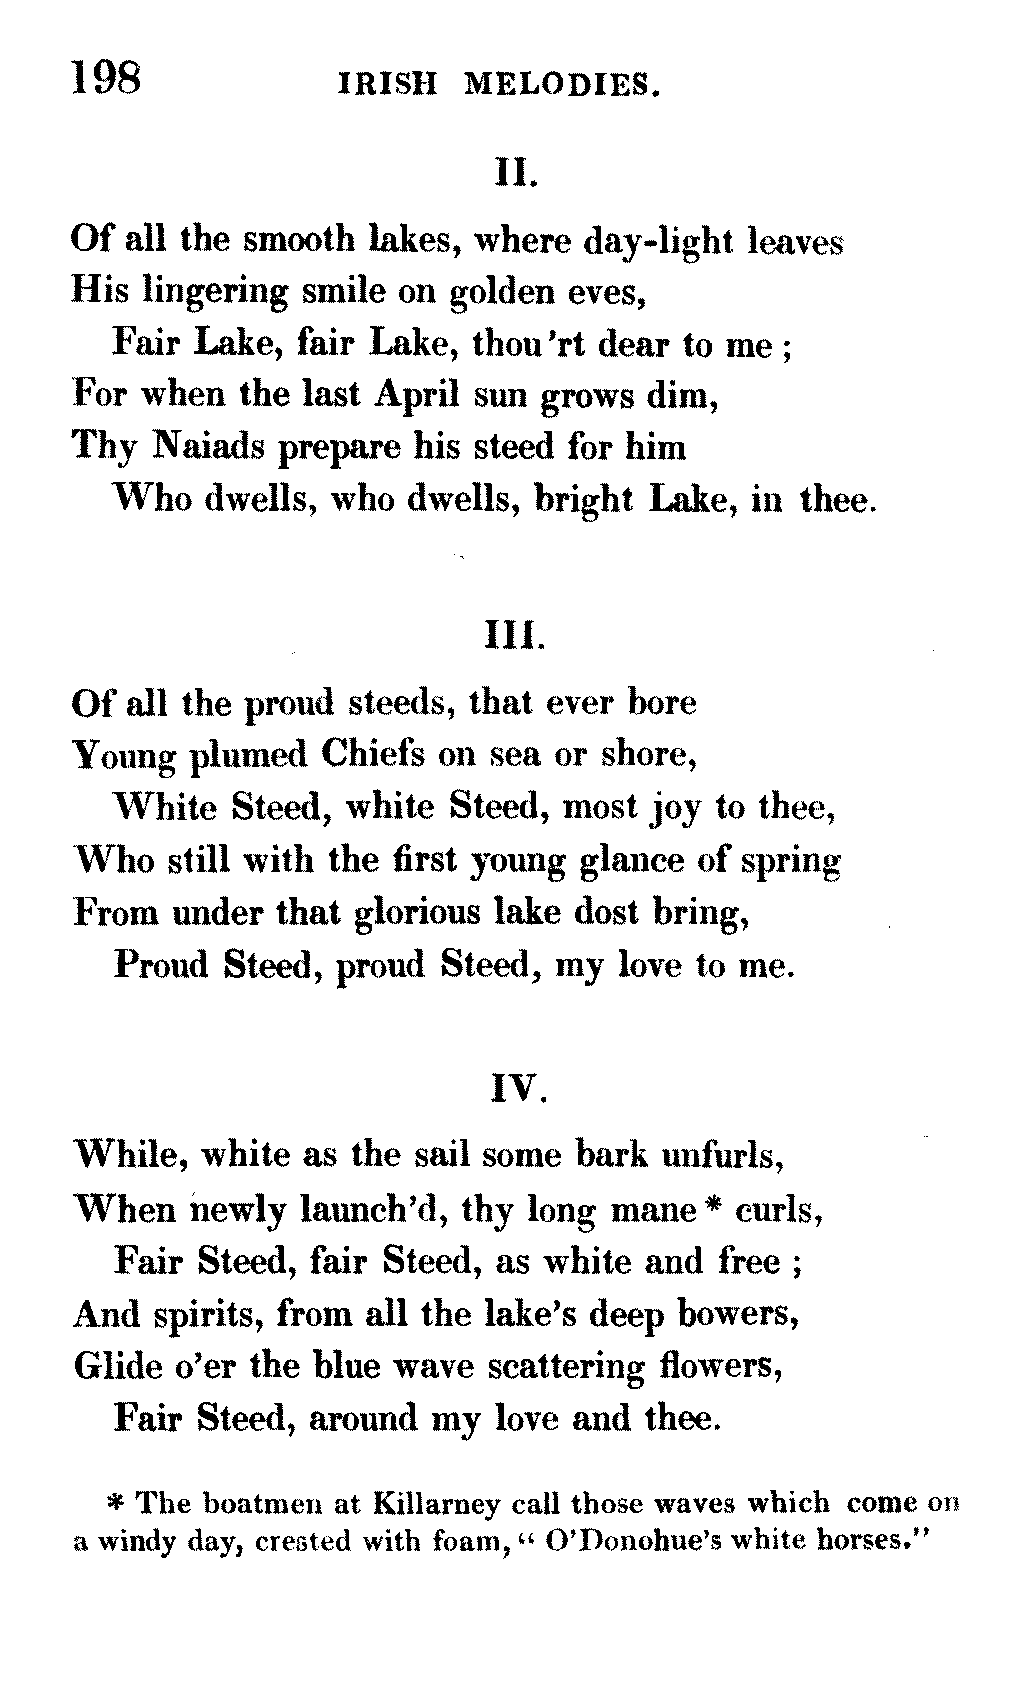 198 IRISH MELODIES.
II.
Of all the smooth lakes, where day-light leaves
His lingering smile on golden eves,
Fair Lake, fair Lake, thou'rt dear to me ;
For when the last April sun grows dim,
Thy Naiads prepare his steed for him
Who dwells, who dwells, bright Lake, in thee.
III.
Of all the proud steeds, that ever bore
Young plumed Chiefs on sea or shore,
White Steed, white Steed, most joy to thee,
Who still with the first young glance of spring
From under that glorious lake dost bring,
Proud Steed, proud Steed, my love to me.
IV.
While, white as the sail some bark unfurls,
When newly launch'd, thy long mane * curls,
Fair Steed, fair Steed, as white and free ;
And spirits, from all the lake's deep bowers,
Glide o'er the blue wave scattering flowers,
Fair Steed, around my love and thee.
* The boatmen at Killarney call those waves which come on
a windy day, crested with foam, “ O'Donohue's white horses.”